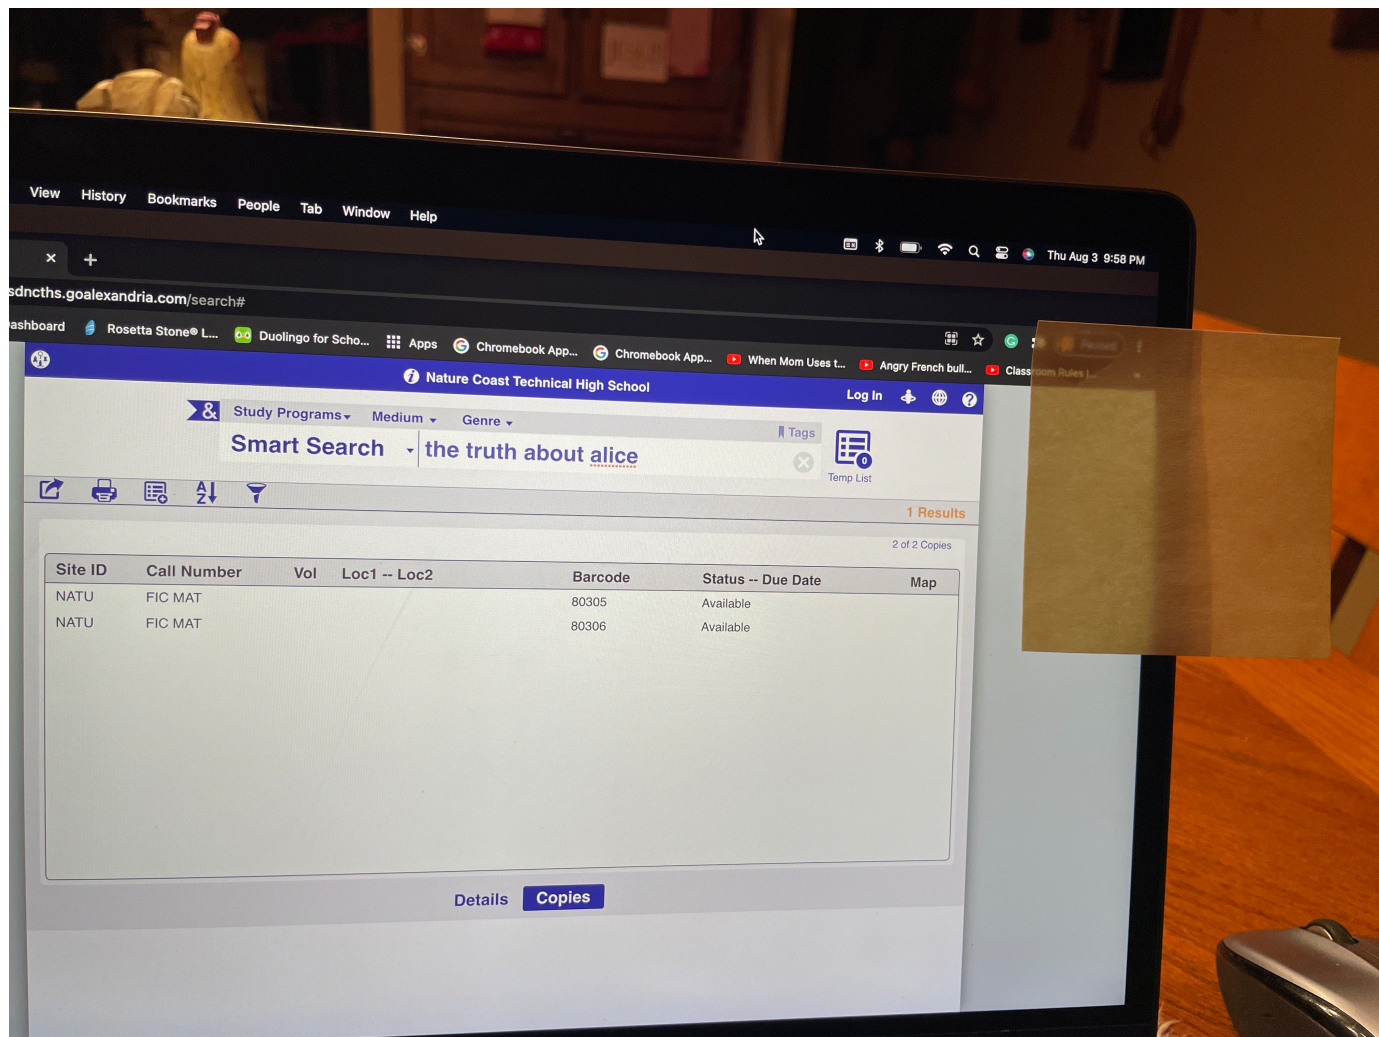 View History Bookmarks People Tab Window Help
Thu Aug 3 9:58 PM
sdncths.goalexandria.com/search#
ashboard Rosetta Stone® L... Duolingo for Scho... Apps Chromebook App... Chromebook App... When Mom Uses t... Angry French bull... Classroom Rules |...
Paused
Nature Coast Technical High School
Log In
& Study Programs Medium Genre
Tags
Smart Search the truth about alice
0
Temp List
A
Z
1 Results
2 of 2 Copies
Site ID Call Number Vol Loc1 -- Loc2 Barcode Status -- Due Date Map
NATU FIC MAT 80305 Available
NATU FIC MAT 80306 Available
Details Copies